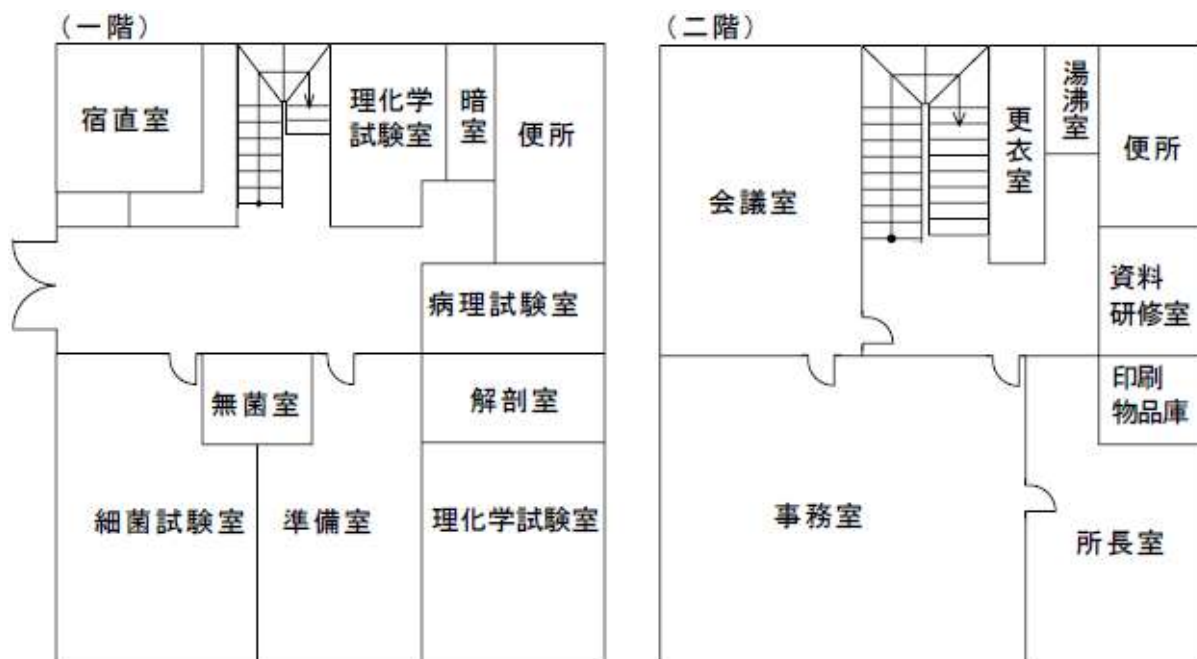 (一階)
宿直室
理化学
試験室
暗室
便所
病理試験室
無菌室
解剖室
細菌試験室
準備室
理化学試験室
(二階)
会議室
更衣室
湯沸室
便所
資料
研修室
印刷
物品庫
事務室
所長室